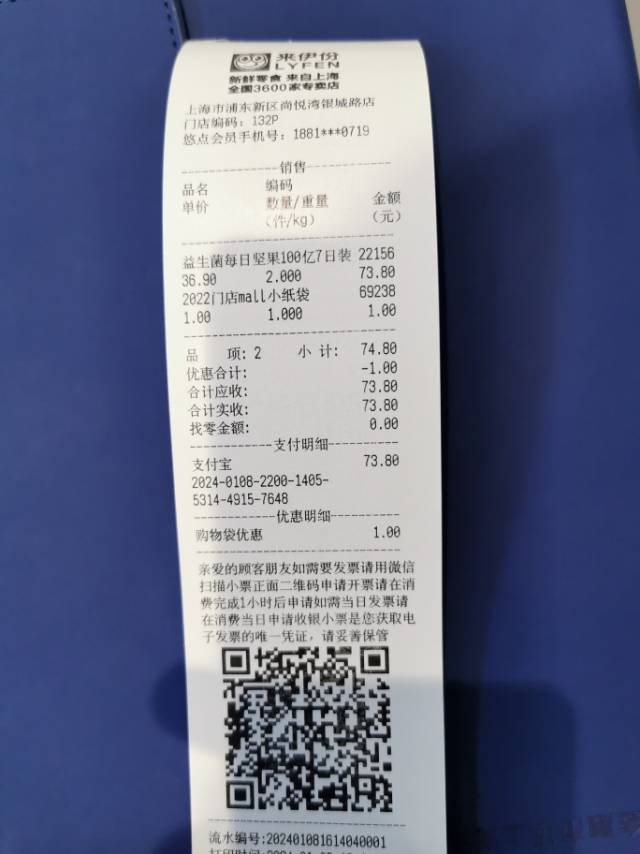 来伊份
LYFEN
新鲜零食 来自上海
全国3600家专卖店
上海市浦东新区尚悦湾银城路店
门店编码: 132P
悠点会员手机号: 1881***0719
销售
品名 编码
单价 数量/重量 金额
(件/kg) (元)
益生菌每日坚果100亿7日装 22156
36.90 2.000 73.80
2022门店mall小纸袋 69238
1.00 1.000 1.00
品 项: 2 小 计: 74.80
优惠合计: -1.00
合计应收: 73.80
合计实收: 73.80
找零金额: 0.00
支付明细
支付宝 73.80
2024-0108-2200-1405-
5314-4915-7648
优惠明细
购物袋优惠 1.00
亲爱的顾客朋友如需要发票请用微信
扫描小票正面二维码申请开票请在消
费完成1小时后申请如需当日发票请
在消费当日申请收银小票是您获取电
子发票的唯一凭证，请妥善保管
流水编号:202401081614040001